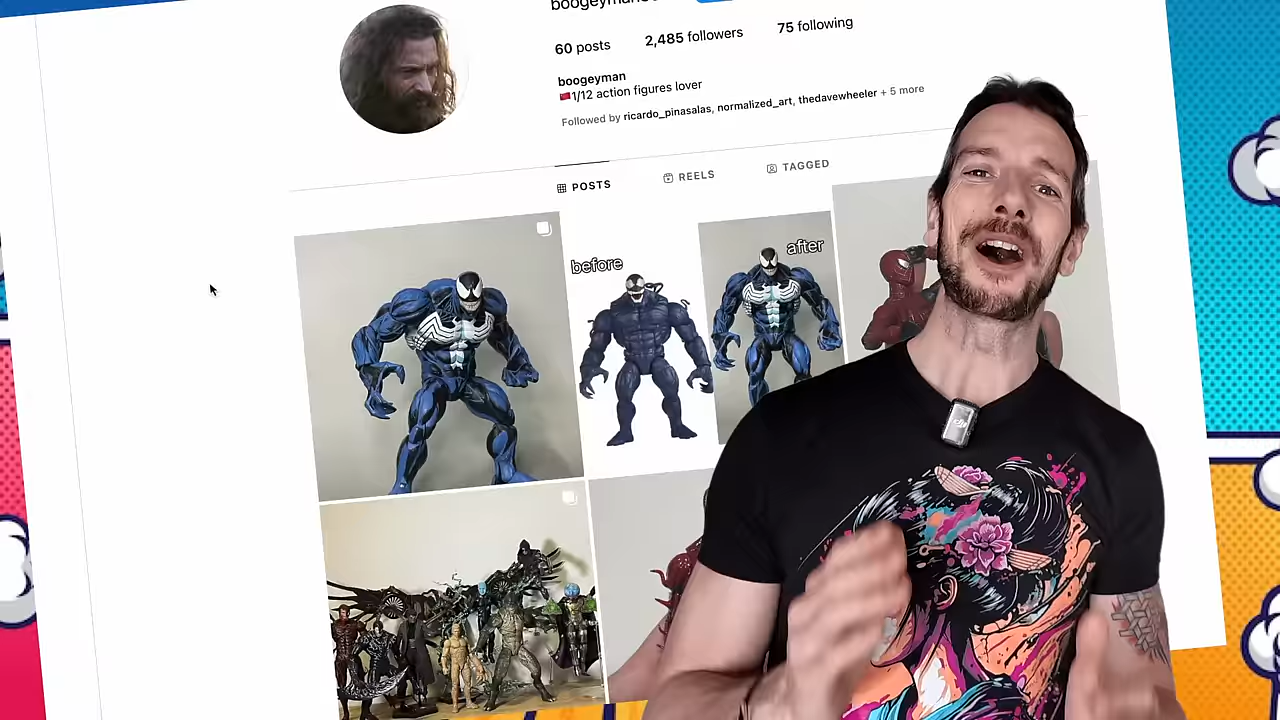 60 posts 2,485 followers 75 following
boogeyman
🇨🇳1/12 action figures lover
Followed by ricardo_pinasalas, normalized_art, thedavewheeler + 5 more
POSTS REELS TAGGED
before
after